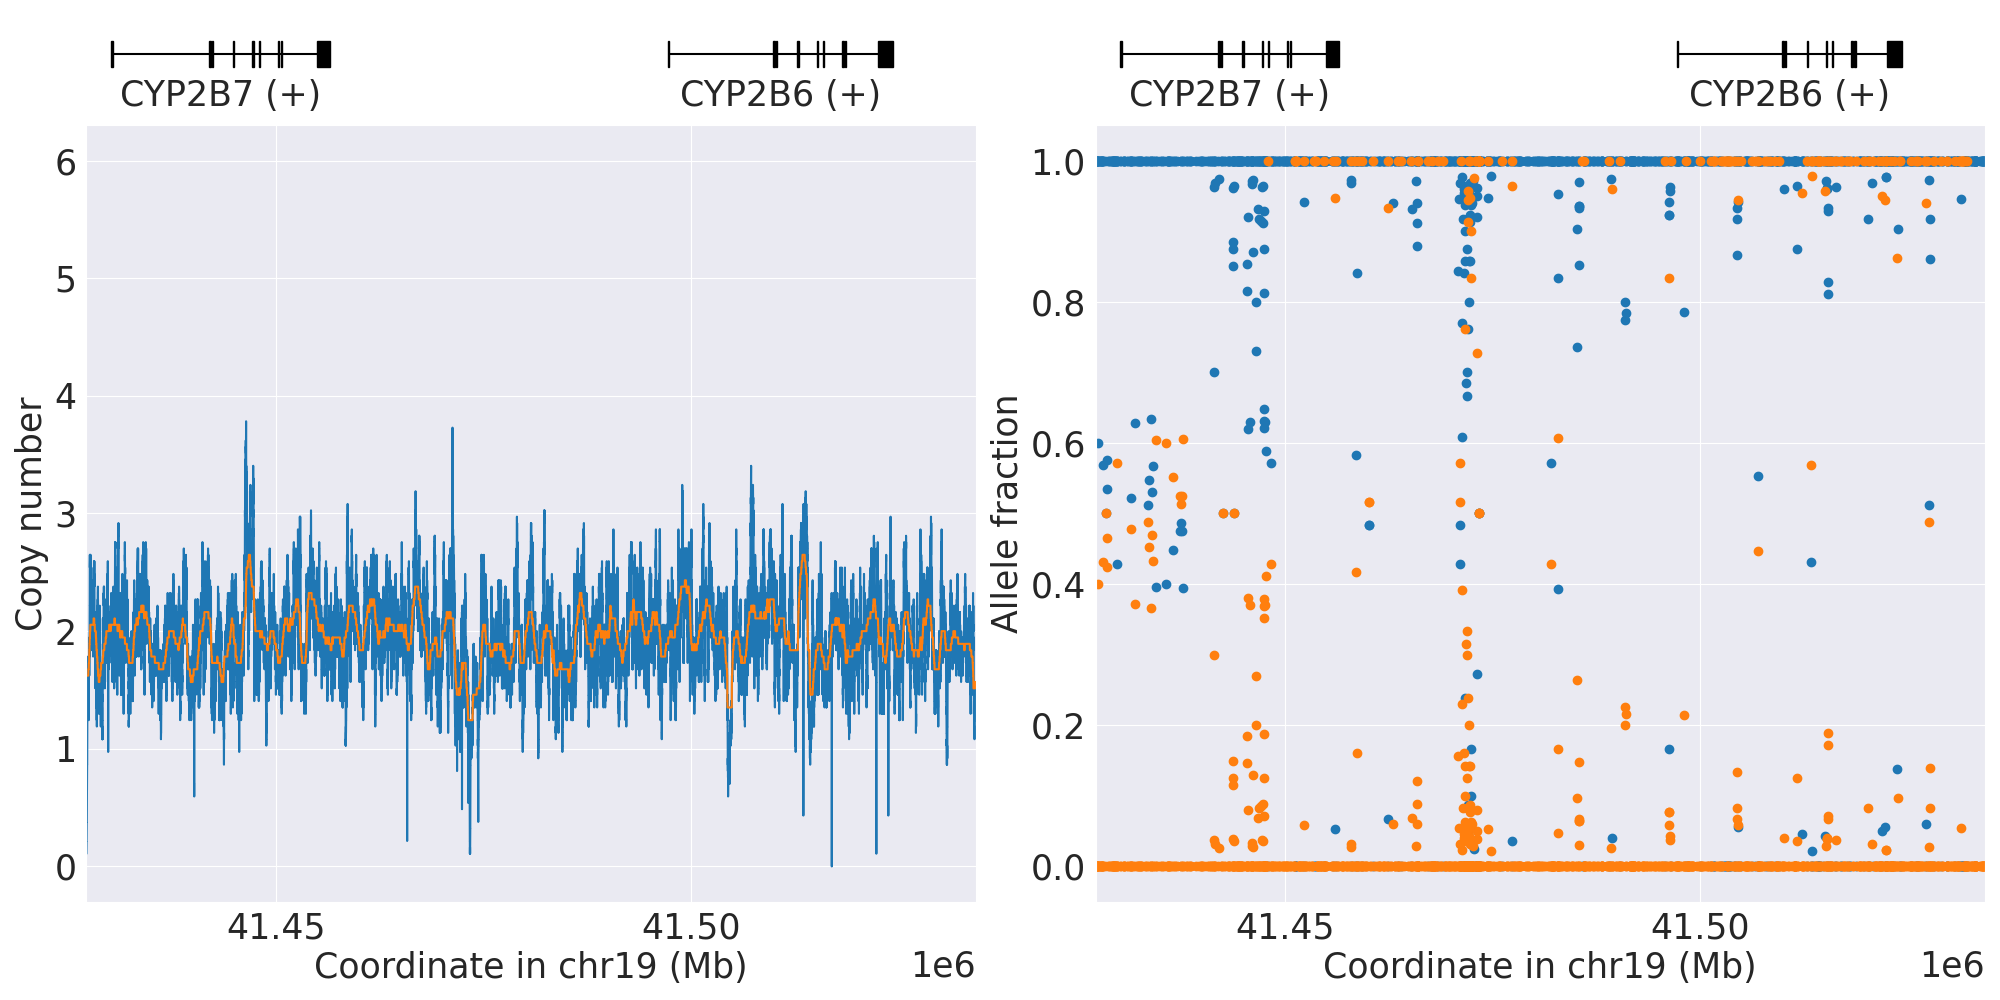 CYP2B7 (+)
CYP2B6 (+)
6
5
4
3
2
1
0
Copy number
41.45
41.50
Coordinate in chr19 (Mb)
1e6
CYP2B7 (+)
CYP2B6 (+)
1.0
0.8
0.6
0.4
0.2
0.0
Allele fraction
41.45
41.50
Coordinate in chr19 (Mb)
1e6